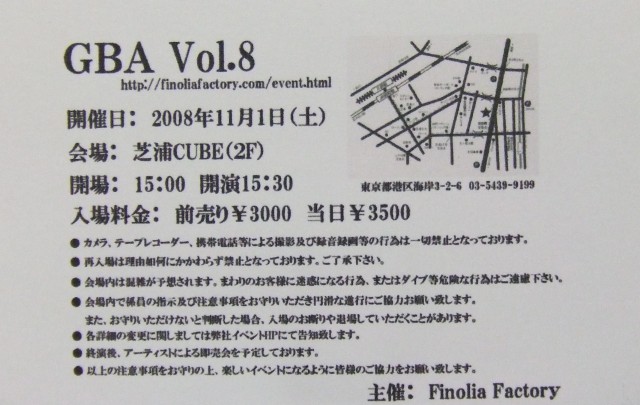 GBA Vol.8
http://finoliafactory.com/event.html
開催日： 2008年11月1日(土)
会場： 芝浦CUBE(2F)
開場： 15:00 開演15:30
入場料金： 前売り￥3000 当日￥3500
東京都港区海岸3-2-6 03-5439-9199
● カメラ、テープレコーダー、携帯電話等による撮影及び録音録画等の行為は一切禁止となっております。
● 再入場は理由如何にかかわらず禁止となっております。ご了承下さい。
● 会場内は混雑が予想されます。まわりのお客様に迷惑になる行為、またはダイブ等危険な行為はご遠慮下さい。
● 会場内で係員の指示及び注意事項をお守りいただき円滑な進行にご協力お願い致します。
また、お守りいただけないと判断した場合、入場のお断りや退場していただくことがあります。
● 各詳細の変更に関しましては弊社イベントHPにて告知致します。
● 終演後、アーティストによる即売会を予定しております。
● 以上の注意事項をお守りの上、楽しいイベントになるように皆様のご協力をお願い致します。
主催： Finolia Factory